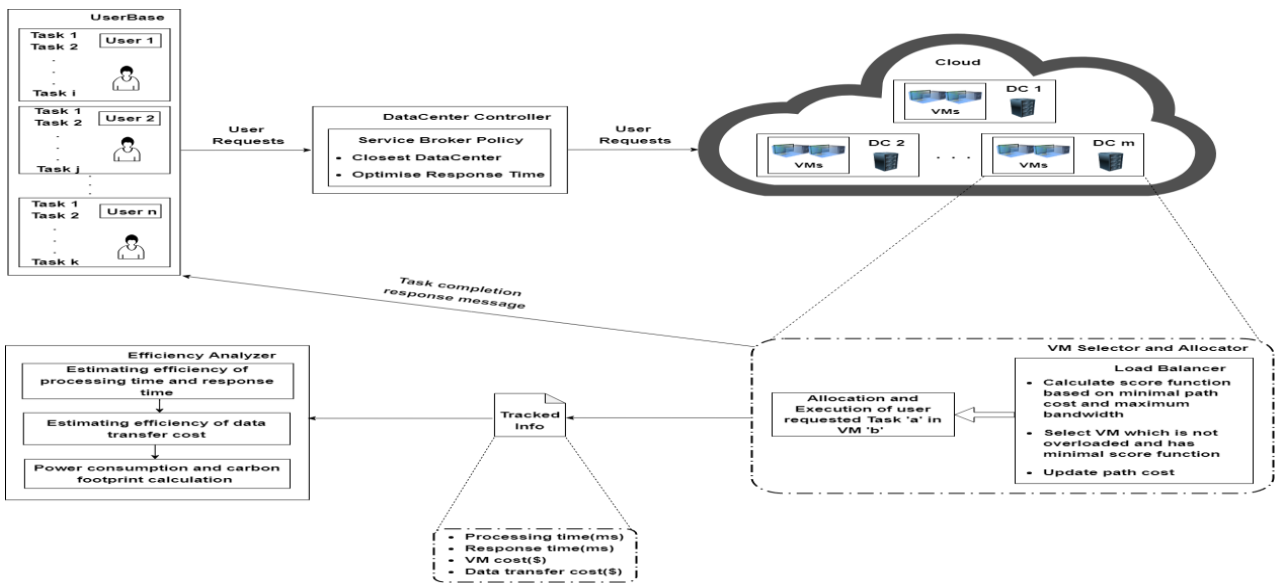 UserBase
Task 1
Task 2
User 1
.
.
.
Task i
Task 1
Task 2
User 2
.
.
Task j
. . . . .
Task 1
Task 2
User n
.
.
.
Task k
User
Requests
DataCenter Controller
Service Broker Policy
• Closest DataCenter
• Optimise Response Time
User
Requests
Cloud
VMs
DC 1
VMs
DC 2
. . .
VMs
DC m
Task completion
response message
VM Selector and Allocator
Load Balancer
• Calculate score function
based on minimal path
cost and maximum
bandwidth
• Select VM which is not
overloaded and has
minimal score function
• Update path cost
Allocation and
Execution of user
requested Task 'a' in
VM 'b'
Tracked
Info
• Processing time(ms)
• Response time(ms)
• VM cost($)
• Data transfer cost($)
Efficiency Analyzer
Estimating efficiency of
processing time and response
time
Estimating efficiency of data
transfer cost
Power consumption and carbon
footprint calculation